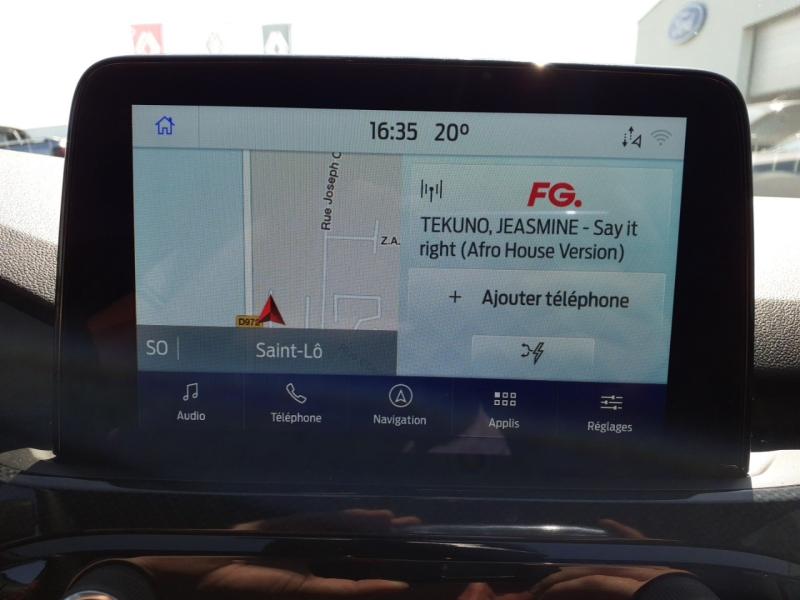 Ford
16:35 20°
FG.
TEKUNO, JEASMINE - Say it
right (Afro House Version)
+ Ajouter téléphone
Rue Joseph C
Z.A.
D972
SO Saint-Lô
Audio Téléphone Navigation Applis Réglages